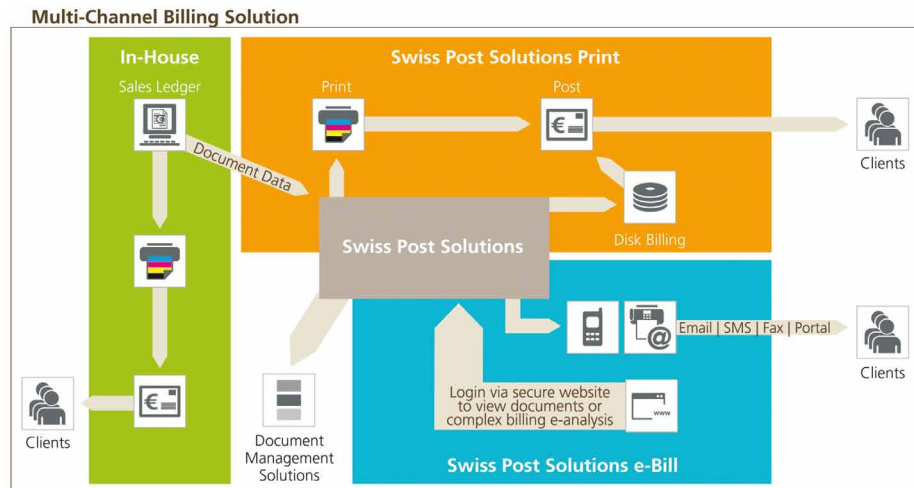 Multi-Channel Billing Solution
In-House
Swiss Post Solutions Print
Sales Ledger
Print
Post
Document Data
Clients
Swiss Post Solutions
Disk Billing
Email | SMS | Fax | Portal
Clients
Login via secure website
to view documents or
complex billing e-analysis
www
Clients
Document
Management
Solutions
Swiss Post Solutions e-Bill